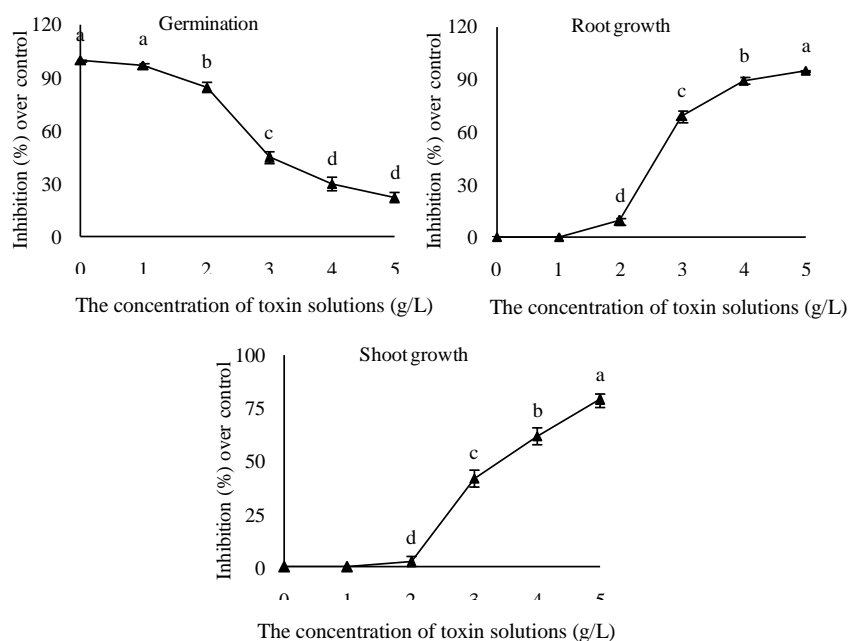 Germination
Inhibition (%) over control
120
90
60
30
0
a
a
b
c
d
d
0 1 2 3 4 5
The concentration of toxin solutions (g/L)
Root growth
Inhibition (%) over control
120
90
60
30
0
d
c
b
a
0 1 2 3 4 5
The concentration of toxin solutions (g/L)
Shoot growth
Inhibition (%) over control
100
75
50
25
0
d
c
b
a
0 1 2 3 4 5
The concentration of toxin solutions (g/L)